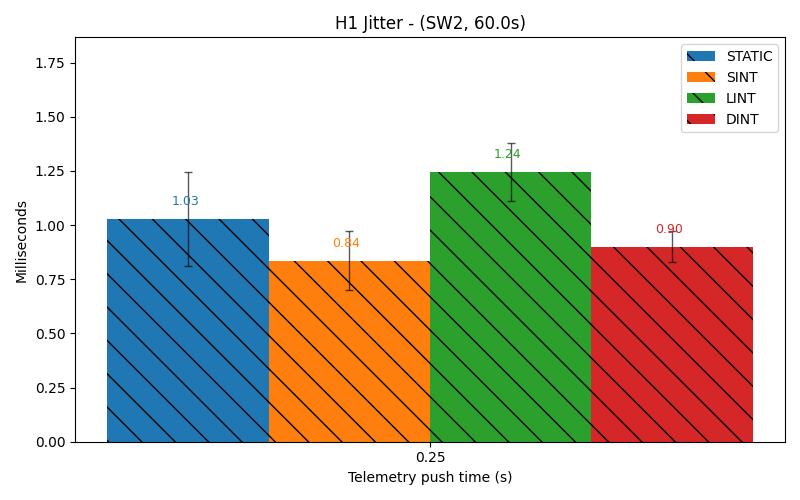 H1 Jitter - (SW2, 60.0s)
1.75
1.50
1.25
1.00
0.75
0.50
0.25
0.00
Milliseconds
STATIC
SINT
LINT
DINT
1.03
0.84
1.24
0.90
0.25
Telemetry push time (s)